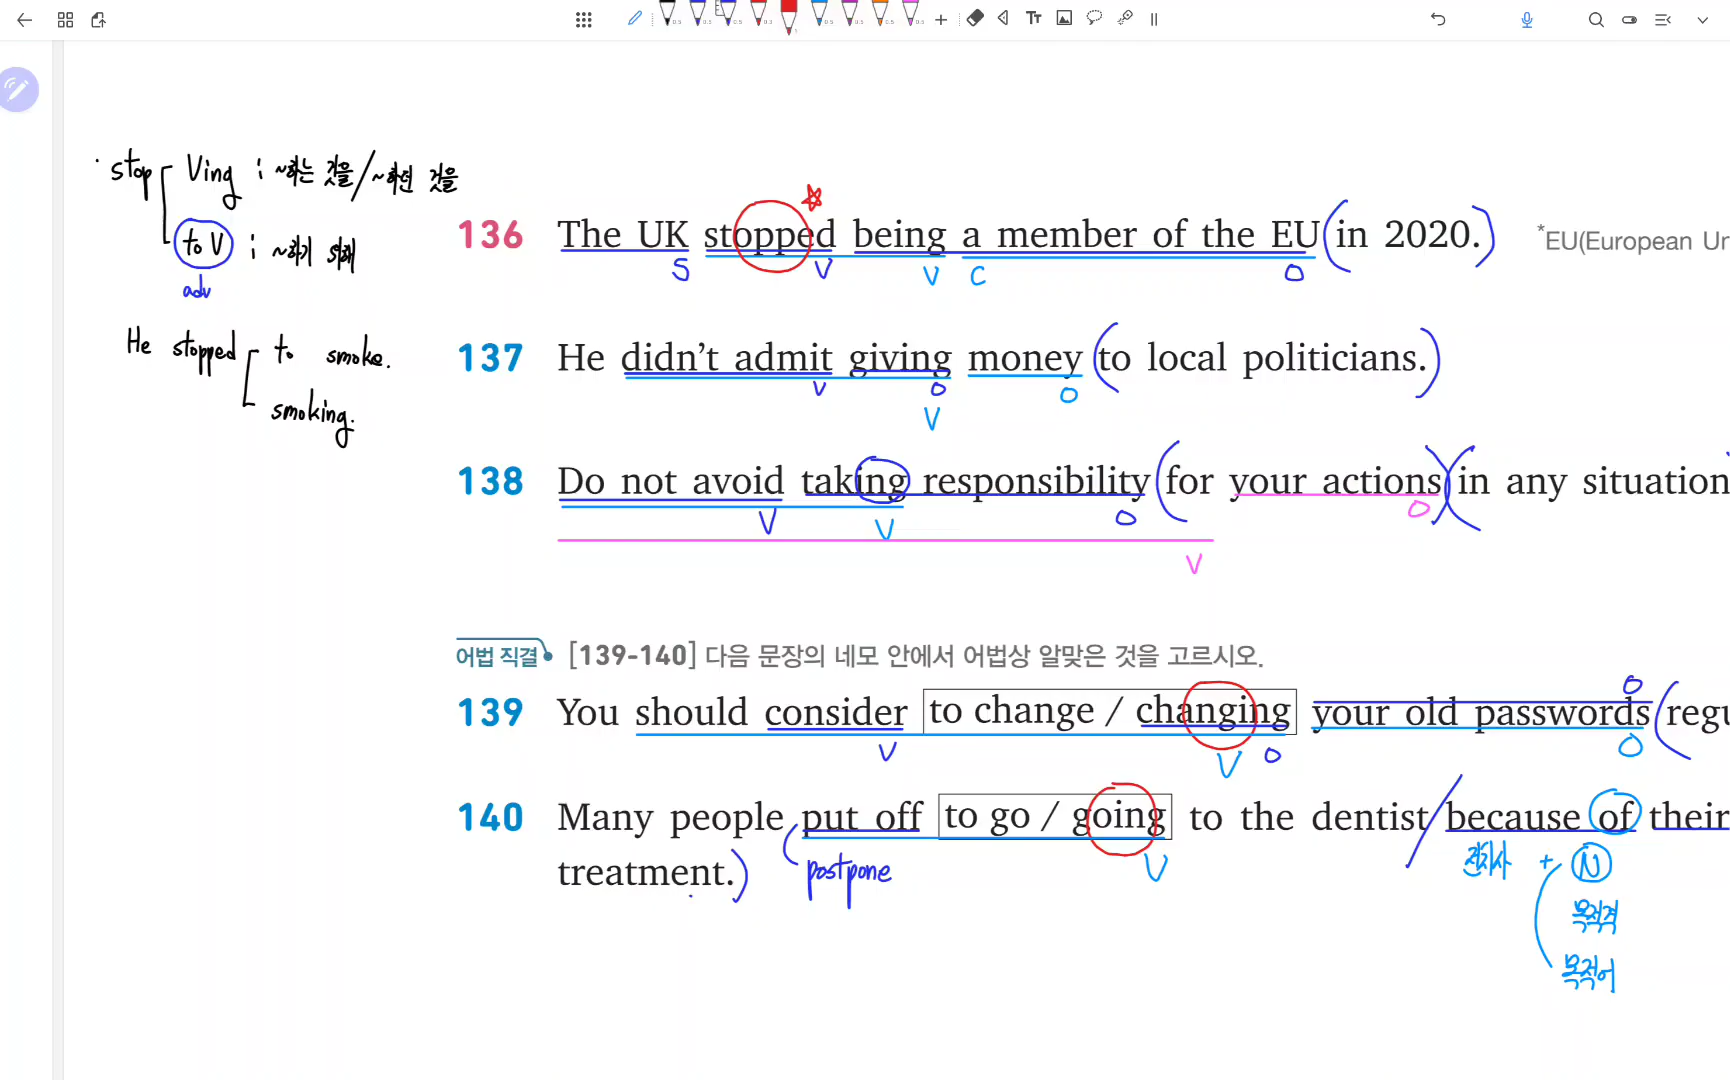 stop Ving : ~하는 것을/~하던 것을
to V : ~하기 위해
adv
He stopped to smoke.
smoking.
136 The UK stopped being a member of the EU (in 2020.) *EU(European Ur
S V V C O
137 He didn't admit giving money (to local politicians.)
V O O
V
138 Do not avoid taking responsibility (for your actions) (in any situation
V V O O
V
어법 직결 [139-140] 다음 문장의 네모 안에서 어법상 알맞은 것을 고르시오.
O
139 You should consider to change / changing your old passwords (regu
V V O O
140 Many people put off to go / going to the dentist / because of their
전치사 + N
treatment.) postpone V
목적격
목적어